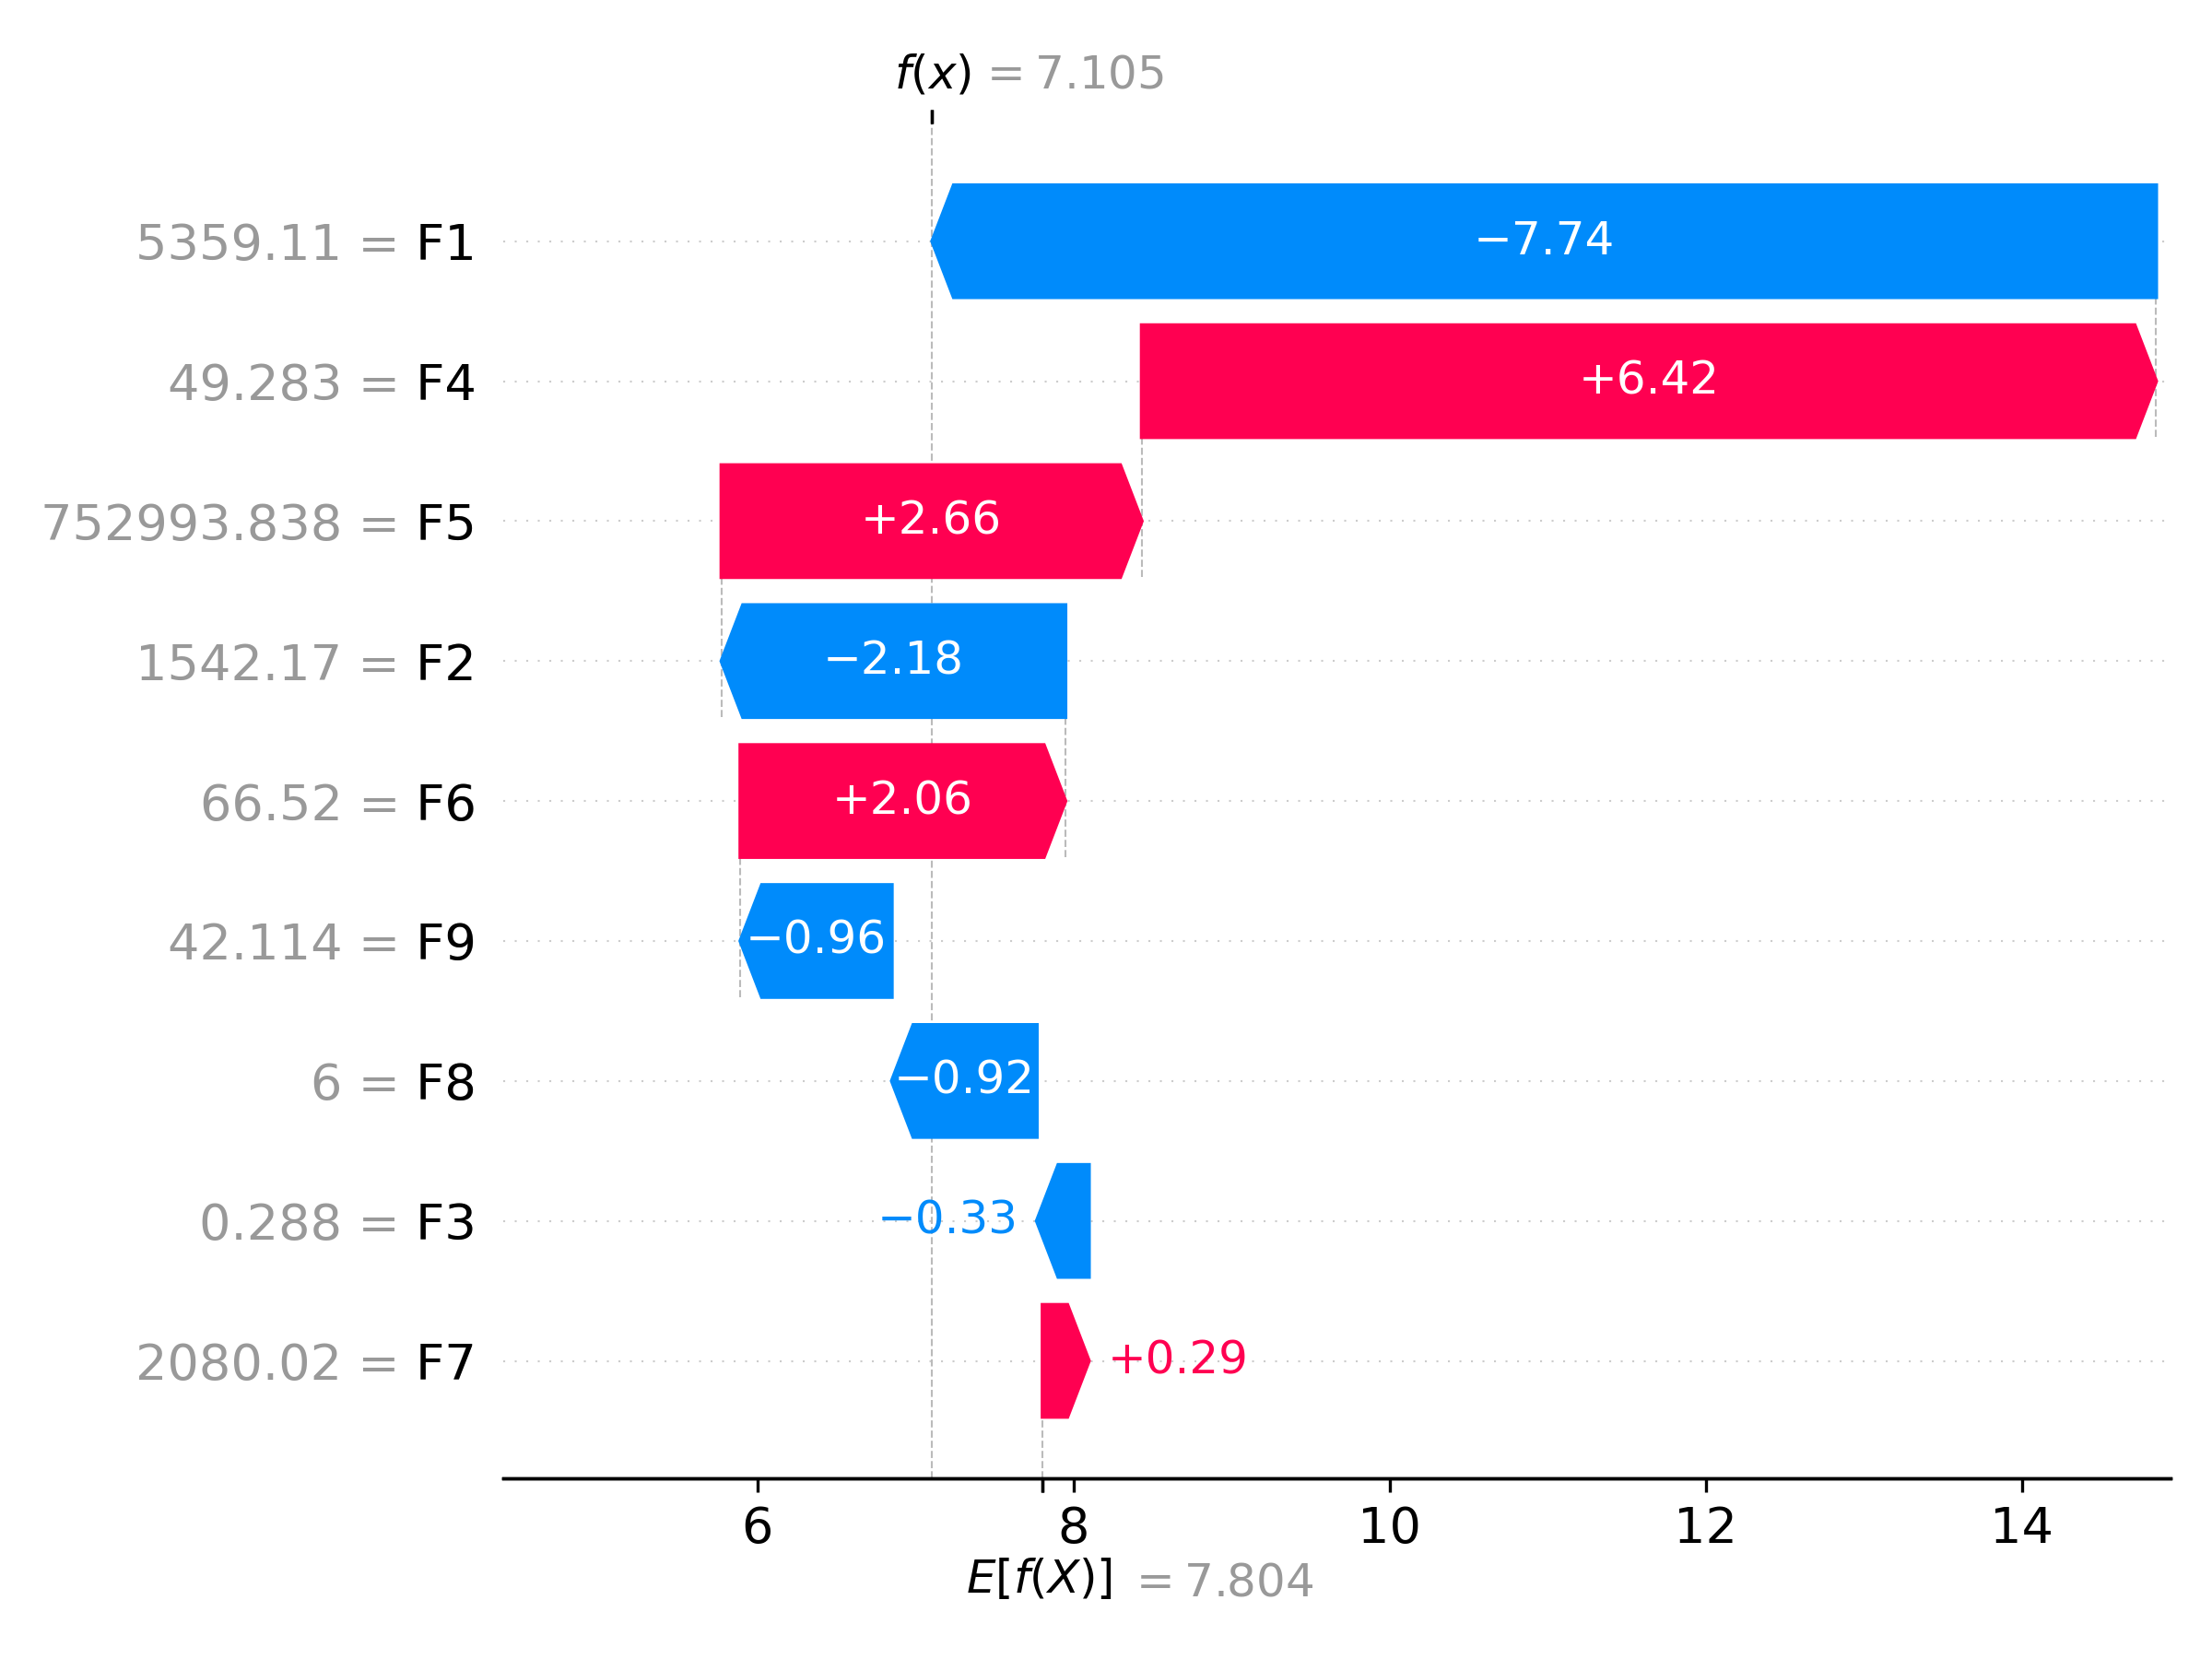 f(x) = 7.105
5359.11 = F1 −7.74
49.283 = F4 +6.42
752993.838 = F5 +2.66
1542.17 = F2 −2.18
66.52 = F6 +2.06
42.114 = F9 −0.96
6 = F8 −0.92
0.288 = F3 −0.33
2080.02 = F7 +0.29
6 8 10 12 14
E[f(X)] = 7.804